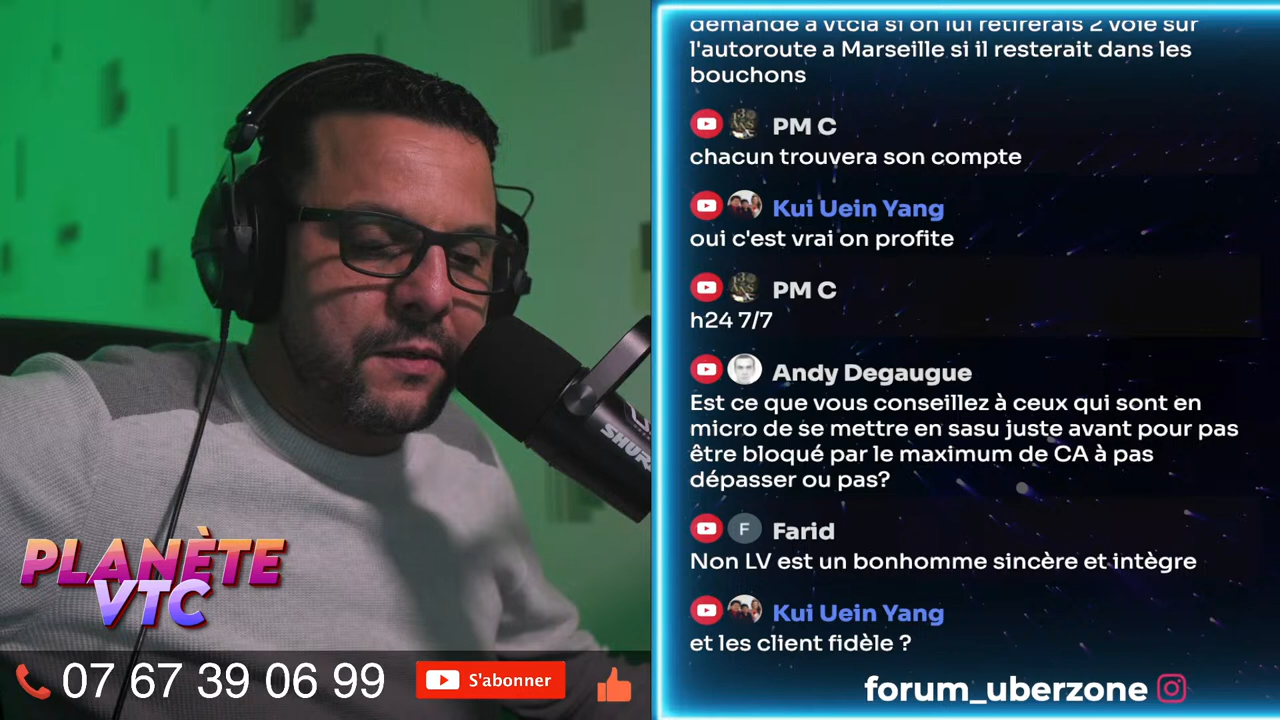 demande a vtcla si on lui retirerais 2 voie sur
l'autoroute a Marseille si il resterait dans les
bouchons
PM C
chacun trouvera son compte
Kui Uein Yang
oui c'est vrai on profite
PM C
h24 7/7
Andy Degaugue
Est ce que vous conseillez à ceux qui sont en
micro de se mettre en sasu juste avant pour pas
être bloqué par le maximum de CA à pas
dépasser ou pas?
F Farid
Non LV est un bonhomme sincère et intègre
Kui Uein Yang
et les client fidèle ?
forum_uberzone
SHURE
PLANÈTE
VTC
07 67 39 06 99
S'abonner